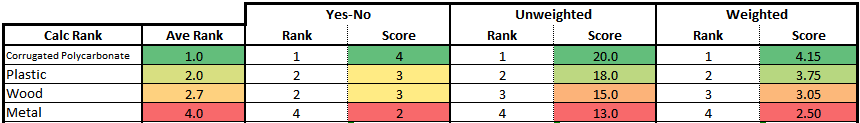 Yes-No Unweighted Weighted
Calc Rank Ave Rank Rank Score Rank Score Rank Score
Corrugated Polycarbonate 1.0 1 4 1 20.0 1 4.15
Plastic 2.0 2 3 2 18.0 2 3.75
Wood 2.7 2 3 3 15.0 3 3.05
Metal 4.0 4 2 4 13.0 4 2.50